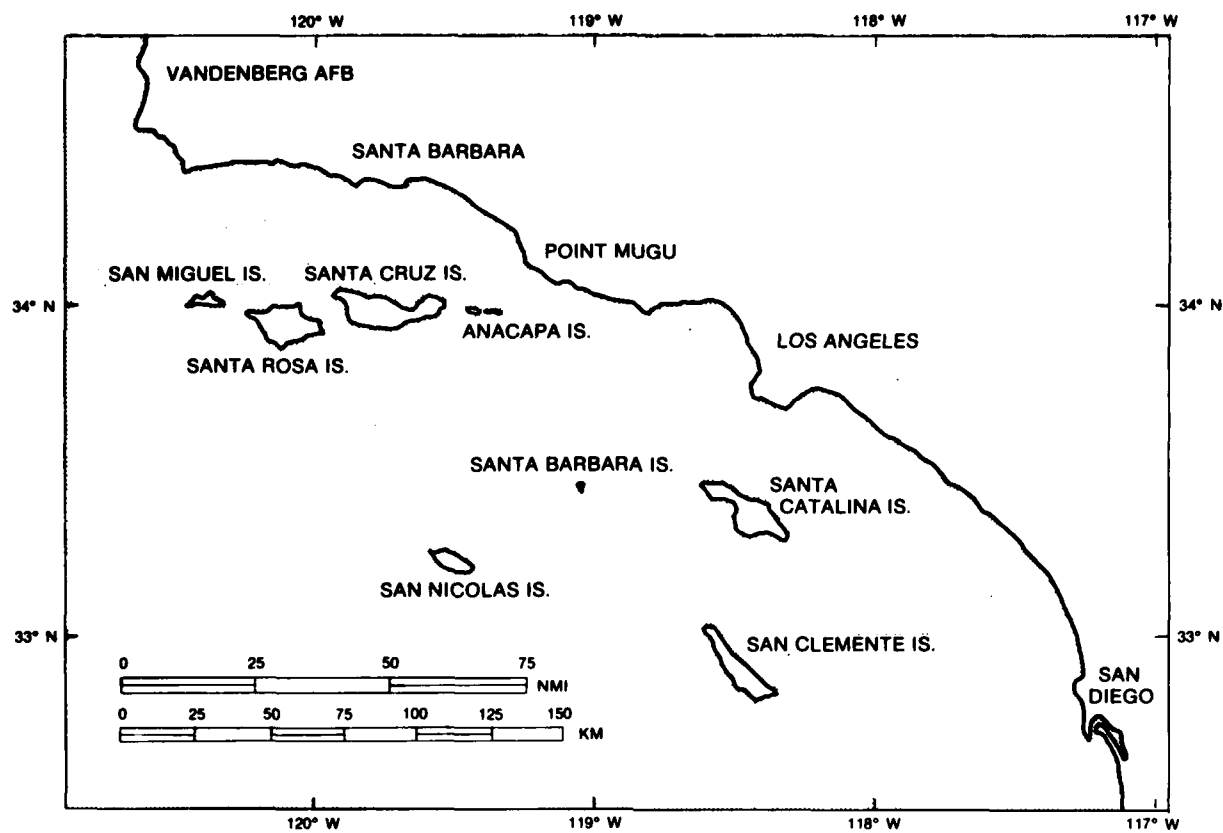 120° W 119° W 118° W 117° W
VANDENBERG AFB
SANTA BARBARA
POINT MUGU
SAN MIGUEL IS. SANTA CRUZ IS.
34° N 34° N
ANACAPA IS.
LOS ANGELES
SANTA ROSA IS.
SANTA BARBARA IS.
SANTA
CATALINA IS.
SAN NICOLAS IS.
33° N 33° N
SAN CLEMENTE IS.
0 25 50 75
NMI
SAN
DIEGO
0 25 50 75 100 125 150
KM
120° W 119° W 118° W 117° W